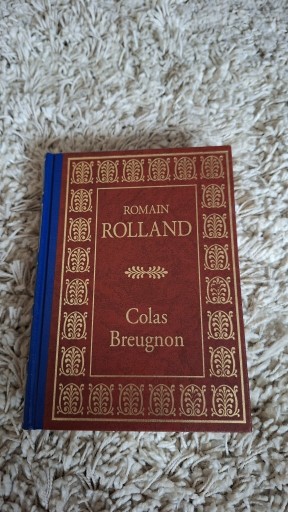 ROMAIN
ROLLAND
Colas
Breugnon